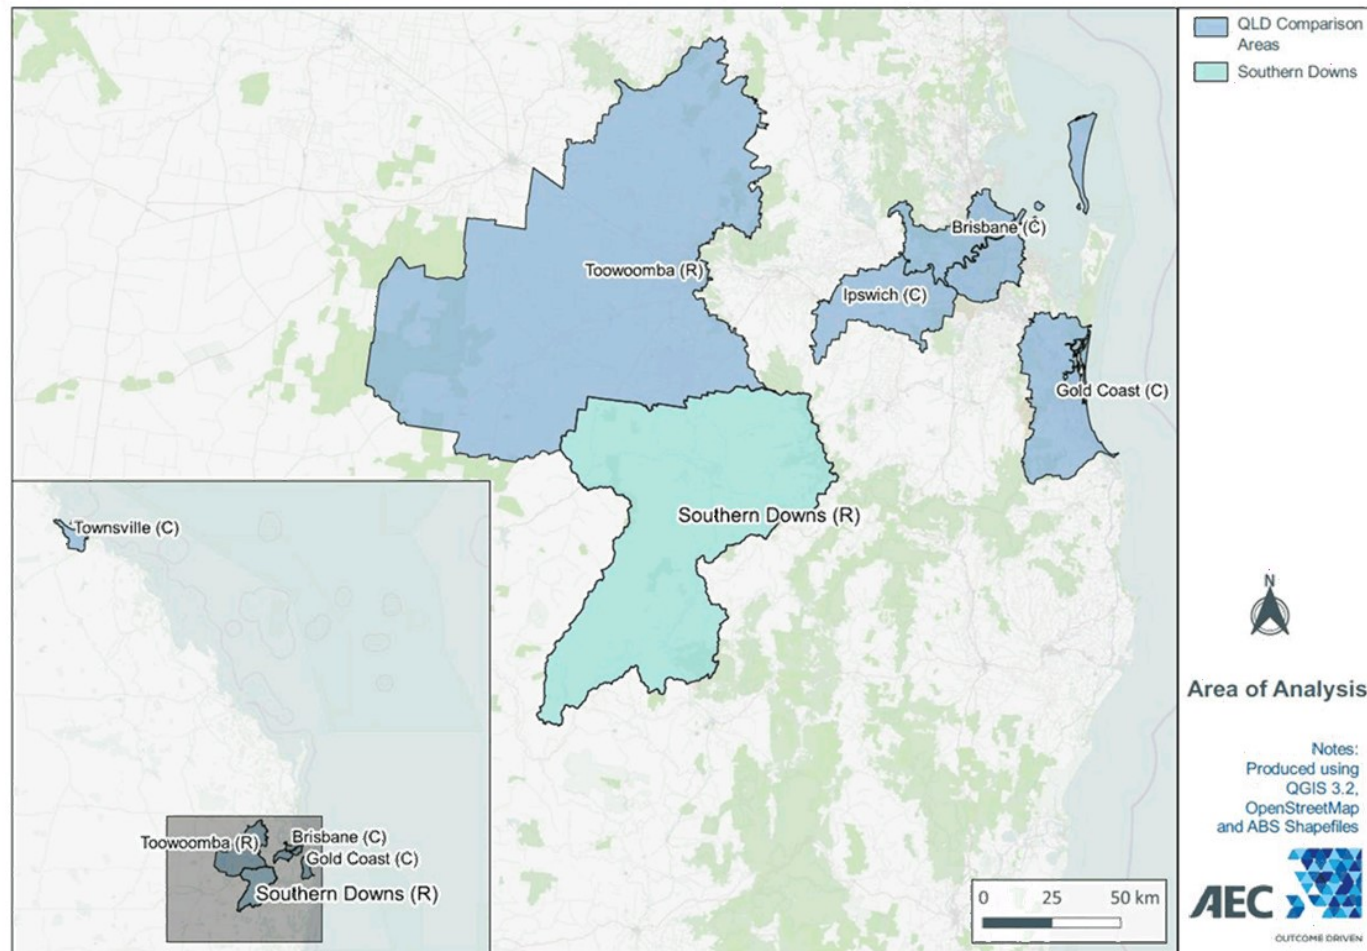 QLD Comparison
Areas
Southern Downs
Brisbane (C)
Toowoomba (R)
Ipswich (C)
Gold Coast (C)
Southern Downs (R)
Townsville (C)
Toowoomba (R)
Brisbane (C)
Gold Coast (C)
Southern Downs (R)
0 25 50 km
N
Area of Analysis
Notes:
Produced using
QGIS 3.2,
OpenStreetMap
and ABS Shapefiles
AEC
OUTCOME DRIVEN